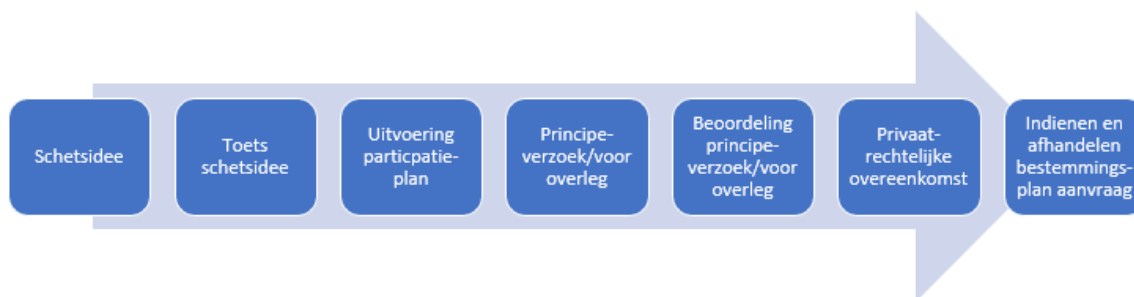 Schetsidee
Toets
schetsidee
Uitvoering
particpatie-
plan
Principe-
verzoek/voor
overleg
Beoordeling
principe-
verzoek/voor
overleg
Privaat-
rechtelijke
overeenkomst
Indienen en
afhandelen
bestemmings-
plan aanvraag